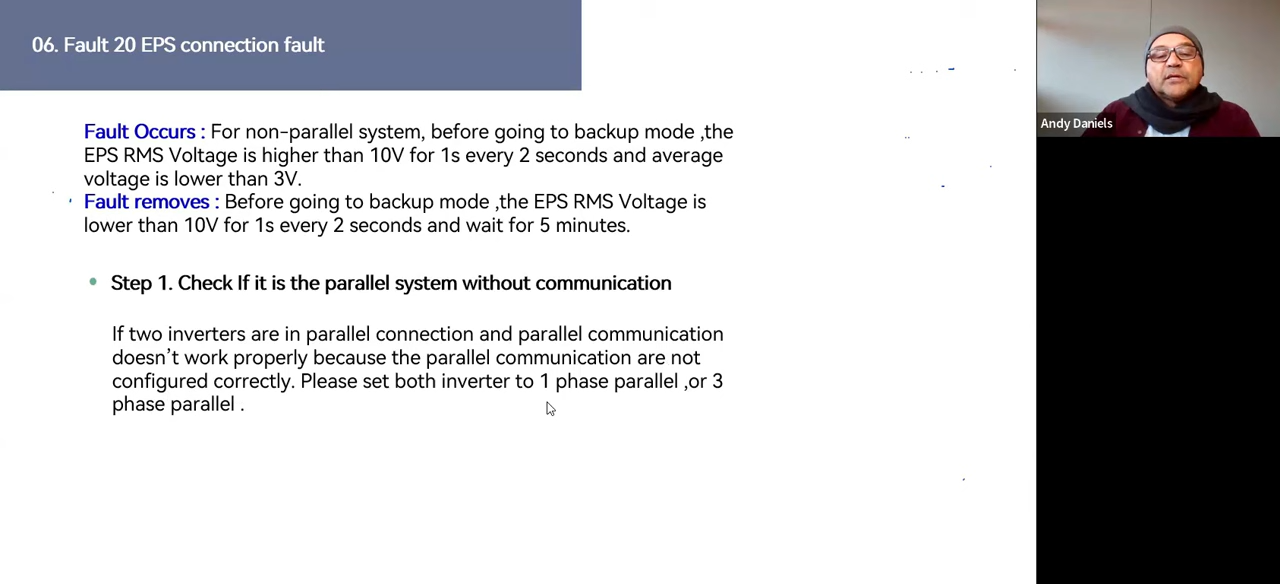 06. Fault 20 EPS connection fault
Andy Daniels
Fault Occurs : For non-parallel system, before going to backup mode ,the
EPS RMS Voltage is higher than 10V for 1s every 2 seconds and average
voltage is lower than 3V.
Fault removes : Before going to backup mode ,the EPS RMS Voltage is
lower than 10V for 1s every 2 seconds and wait for 5 minutes.
• Step 1. Check If it is the parallel system without communication
If two inverters are in parallel connection and parallel communication
doesn't work properly because the parallel communication are not
configured correctly. Please set both inverter to 1 phase parallel ,or 3
phase parallel .